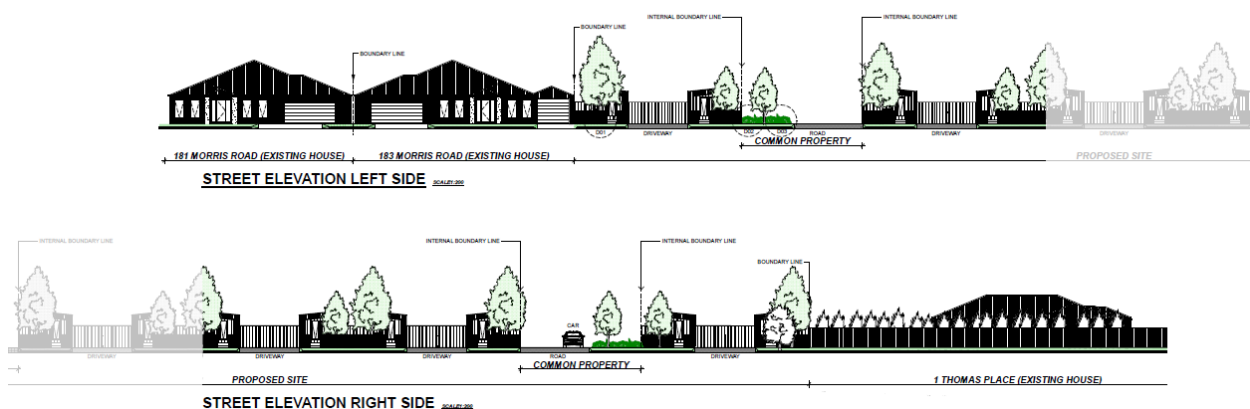 INTERNAL BOUNDARY LINE
INTERNAL BOUNDARY LINE
BOUNDARY LINE
BOUNDARY LINE
D01
DRIVEWAY
D02
D03
ROAD
DRIVEWAY
DRIVEWAY
COMMON PROPERTY
181 MORRIS ROAD (EXISTING HOUSE)
183 MORRIS ROAD (EXISTING HOUSE)
PROPOSED SITE
STREET ELEVATION LEFT SIDE
INTERNAL BOUNDARY LINE
INTERNAL BOUNDARY LINE
INTERNAL BOUNDARY LINE
BOUNDARY LINE
CAR
DRIVEWAY
DRIVEWAY
DRIVEWAY
ROAD
DRIVEWAY
COMMON PROPERTY
PROPOSED SITE
1 THOMAS PLACE (EXISTING HOUSE)
STREET ELEVATION RIGHT SIDE